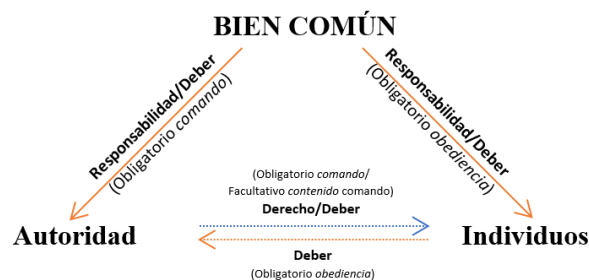 BIEN COMÚN
Responsabilidad/Deber
(Obligatorio comando)
Responsabilidad/Deber
(Obligatorio obediencia)
(Obligatorio comando/
Facultativo contenido comando)
Derecho/Deber
Autoridad
Individuos
Deber
(Obligatorio obediencia)